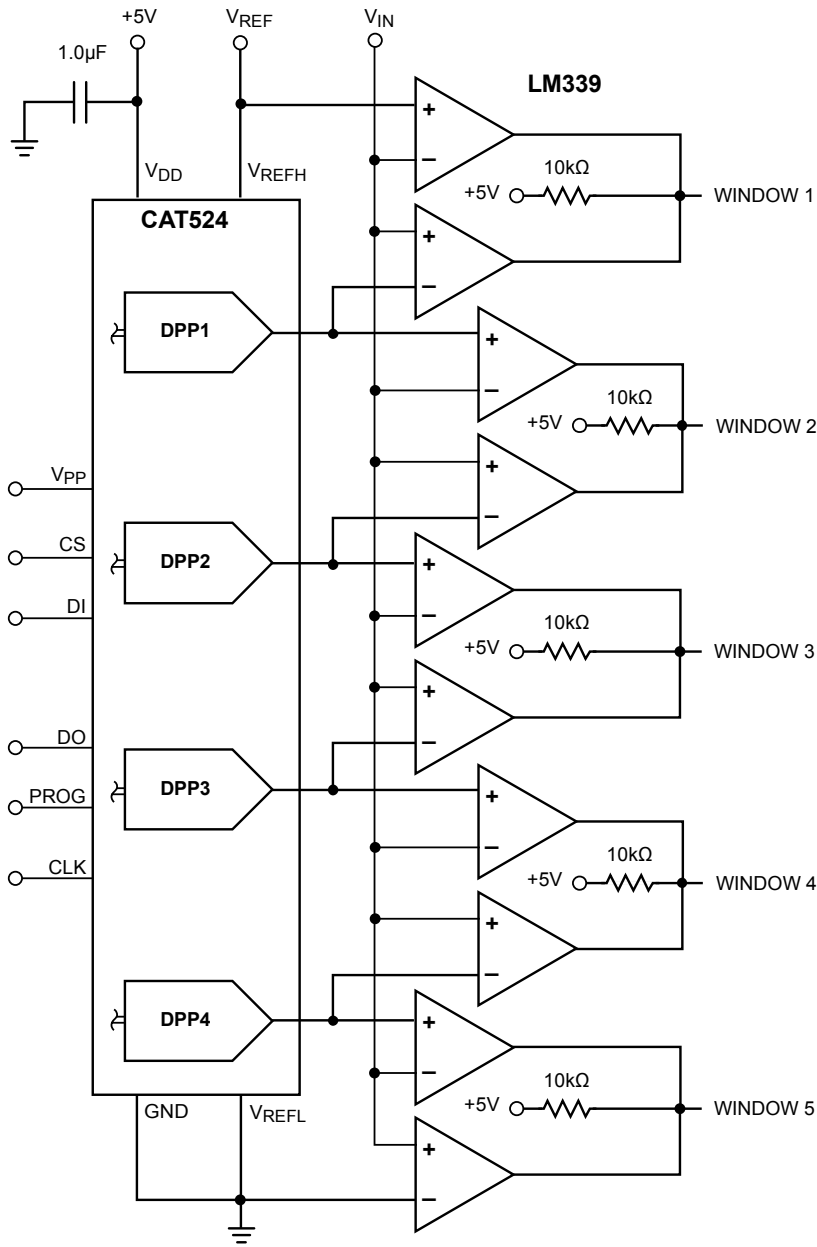 +5V
VREF
VIN
1.0µF
LM339
VDD
VREFH
CAT524
+
−
10kΩ
+5V
WINDOW 1
+
−
DPP1
+
−
10kΩ
+5V
WINDOW 2
+
−
VPP
CS
DPP2
DI
+
−
10kΩ
+5V
WINDOW 3
+
−
DO
DPP3
PROG
+
−
10kΩ
+5V
WINDOW 4
CLK
+
−
DPP4
+
−
10kΩ
+5V
WINDOW 5
GND
VREFL
+
−